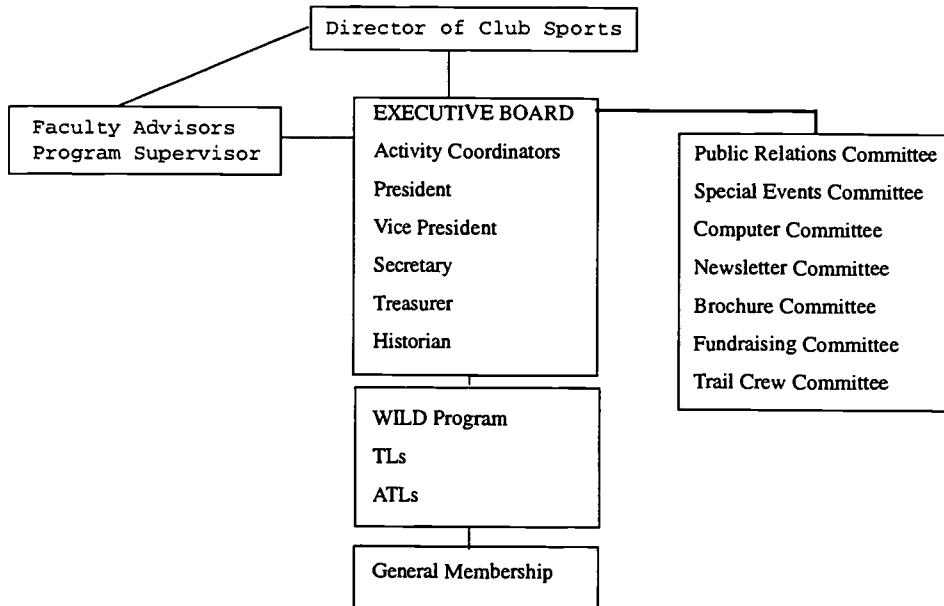 Director of Club Sports
Faculty Advisors
Program Supervisor
EXECUTIVE BOARD
Activity Coordinators
President
Vice President
Secretary
Treasurer
Historian
Public Relations Committee
Special Events Committee
Computer Committee
Newsletter Committee
Brochure Committee
Fundraising Committee
Trail Crew Committee
WILD Program
TLs
ATLs
General Membership